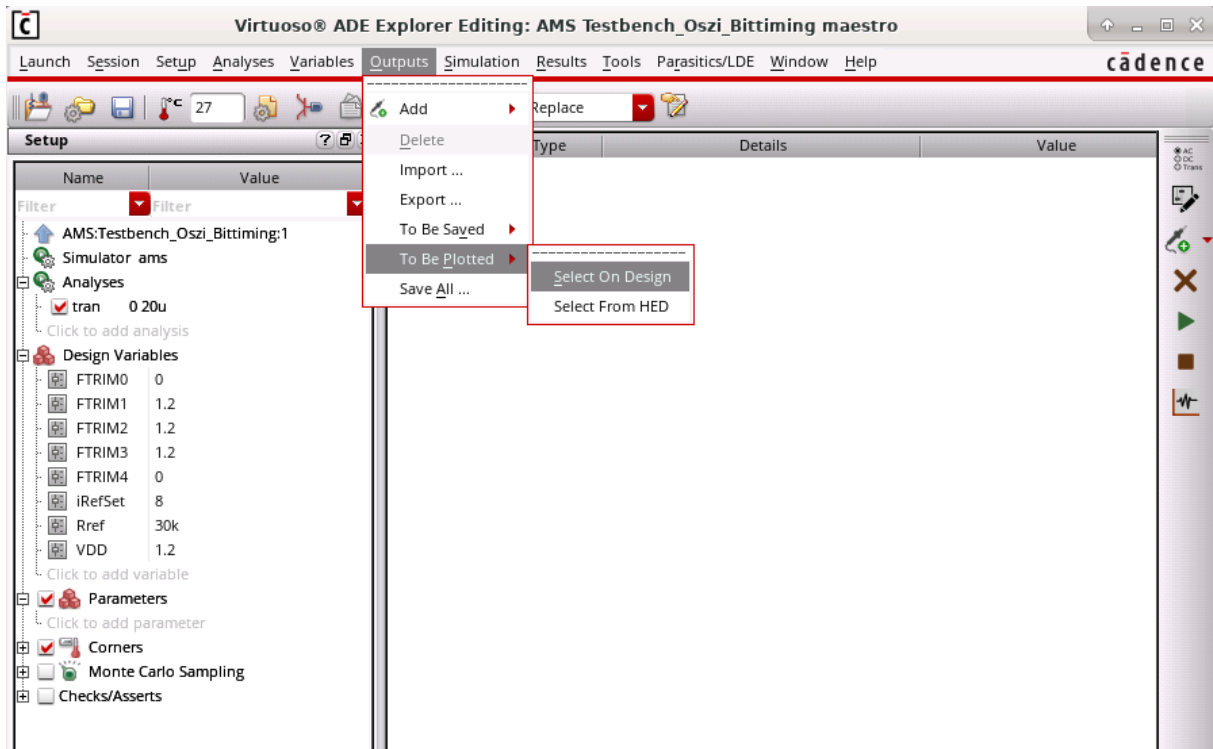 Virtuoso® ADE Explorer Editing: AMS Testbench_Oszi_Bittiming maestro
Launch Session Setup Analyses Variables Outputs Simulation Results Tools Parasitics/LDE Window Help cādence
27 Replace
Setup
Name Value
Filter Filter
AMS:Testbench_Oszi_Bittiming:1
Simulator ams
Analyses
tran 0 20u
Click to add analysis
Design Variables
FTRIM0 0
FTRIM1 1.2
FTRIM2 1.2
FTRIM3 1.2
FTRIM4 0
iRefSet 8
Rref 30k
VDD 1.2
Click to add variable
Parameters
Click to add parameter
Corners
Monte Carlo Sampling
Checks/Asserts
Add
Delete
Import ...
Export ...
To Be Saved
To Be Plotted
Save All ...
Select On Design
Select From HED
Type Details Value
AC
DC
Trans